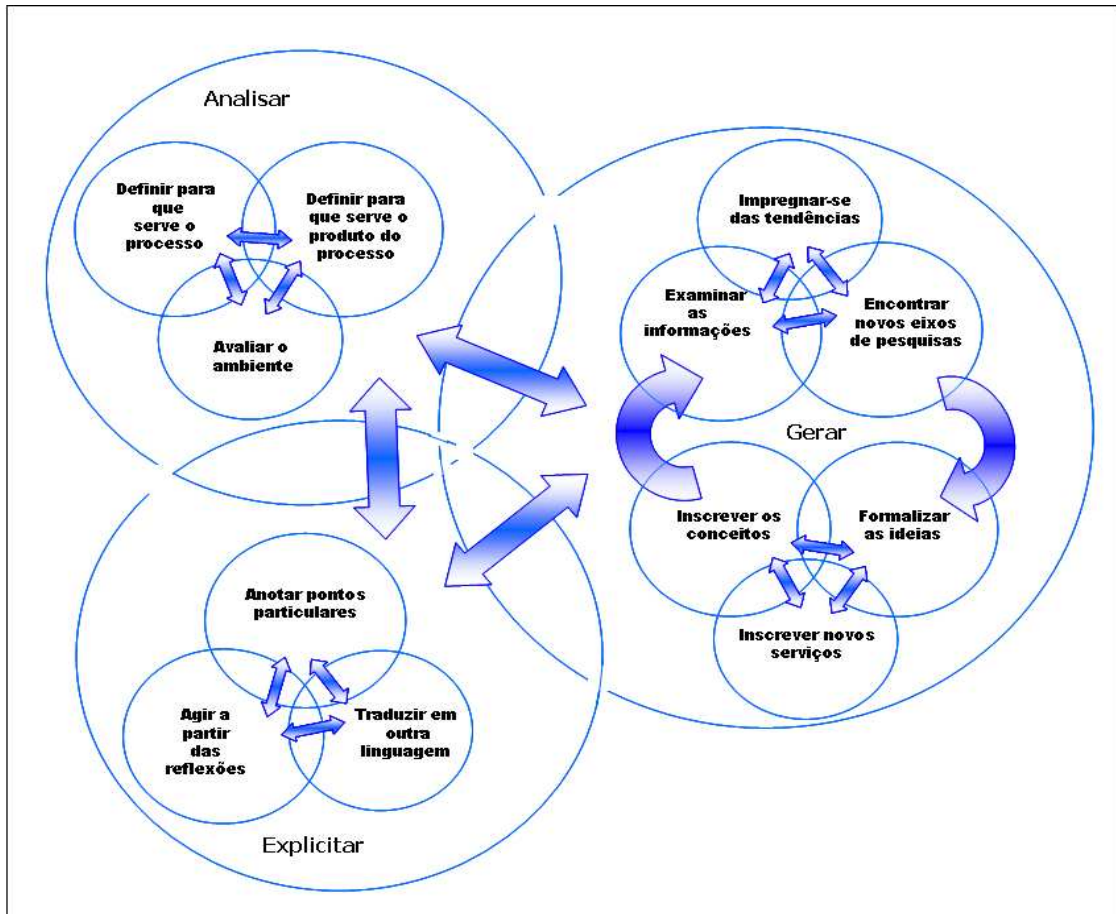 Analisar
Definir para
que
serve o
processo
Definir para
que serve o
produto do
processo
Avaliar o
ambiente
Impregnar-se
das tendências
Examinar
as
informações
Encontrar
novos eixos
de pesquisas
Gerar
Inscrever os
conceitos
Formalizar
as ideias
Inscrever novos
serviços
Anotar pontos
particulares
Agir a
partir
das
reflexões
Traduzir em
outra
linguagem
Explicitar